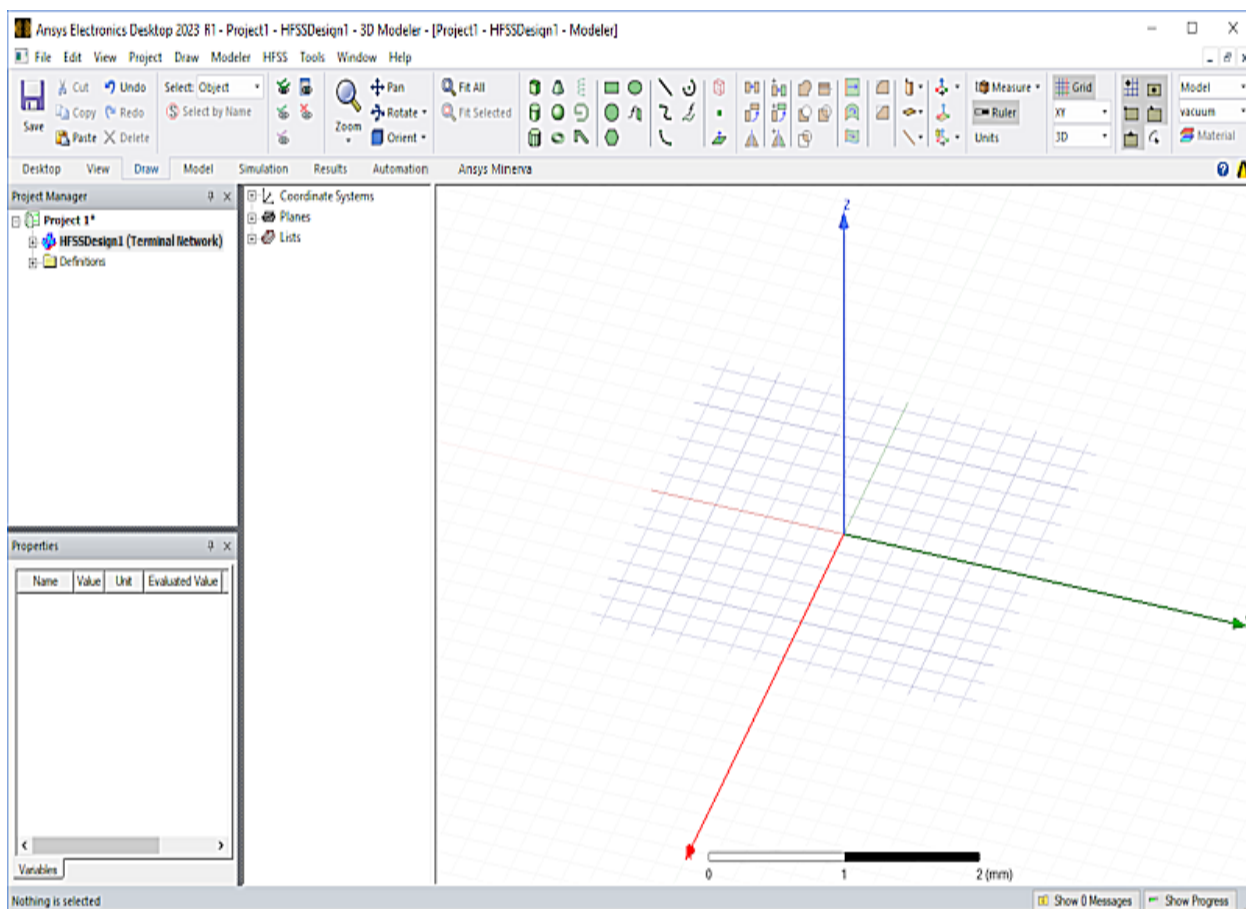 Ansys Electronics Desktop 2023 R1 - Project1 - HFSSDesign1 - 3D Modeler - [Project1 - HFSSDesign1 - Modeler]
File Edit View Project Draw Modeler HFSS Tools Window Help
Save
Cut Undo
Copy Redo
Paste Delete
Select: Object
Select by Name
Zoom
Pan
Rotate
Orient
Fit All
Fit Selected
Measure
Ruler
Units
Grid
XY
3D
Model
vacuum
Material
Desktop View Draw Model Simulation Results Automation Ansys Minerva
Project Manager
Project 1*
HFSSDesign1 (Terminal Network)
Definitions
Coordinate Systems
Planes
Lists
Z
Properties
Name Value Unit Evaluated Value
Variables
0 1 2 (mm)
Nothing is selected
Show 0 Messages Show Progress